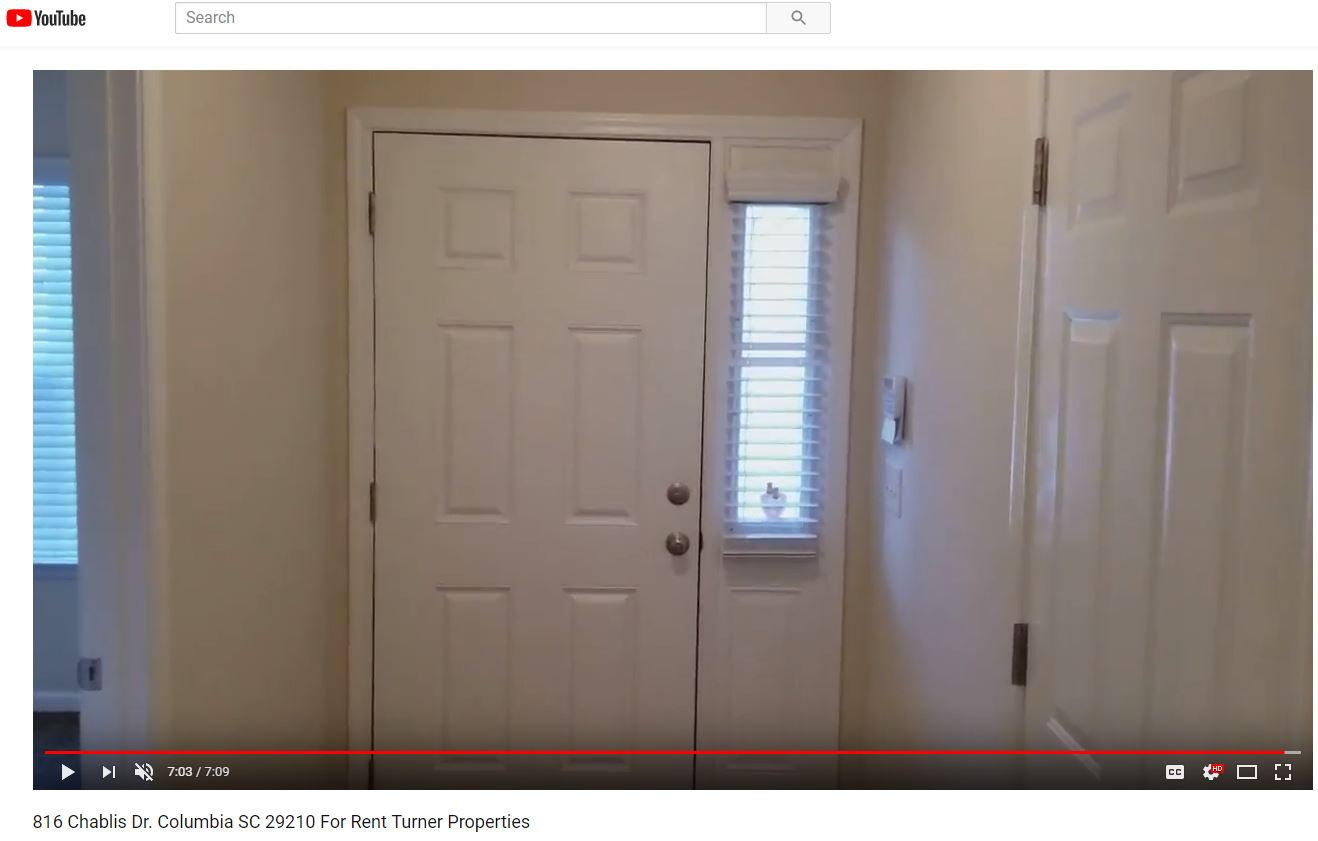 YouTube
Search
7:03 / 7:09
CC
HD
816 Chablis Dr. Columbia SC 29210 For Rent Turner Properties